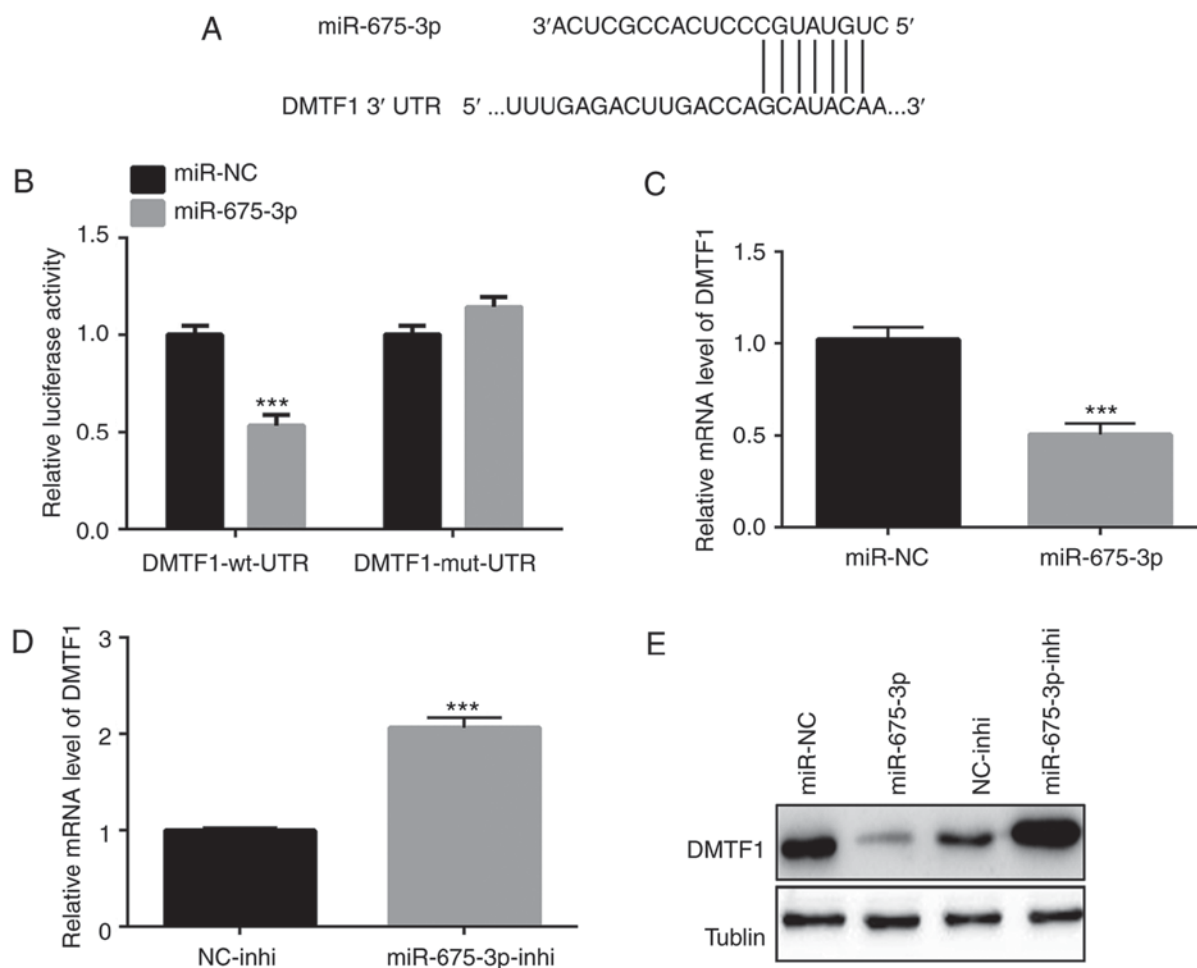 A
miR-675-3p 3′ACUCGCCACUCCCGUAUGUC 5′
DMTF1 3′ UTR 5′ ...UUUGAGACUUGACCAGCAUACAA...3′
B
miR-NC
miR-675-3p
Relative luciferase activity
1.5
1.0
0.5
0.0
***
DMTF1-wt-UTR DMTF1-mut-UTR
C
Relative mRNA level of DMTF1
1.5
1.0
0.5
0.0
***
miR-NC miR-675-3p
D
Relative mRNA level of DMTF1
3
2
1
0
***
NC-inhi miR-675-3p-inhi
E
miR-NC
miR-675-3p
NC-inhi
miR-675-3p-inhi
DMTF1
Tublin